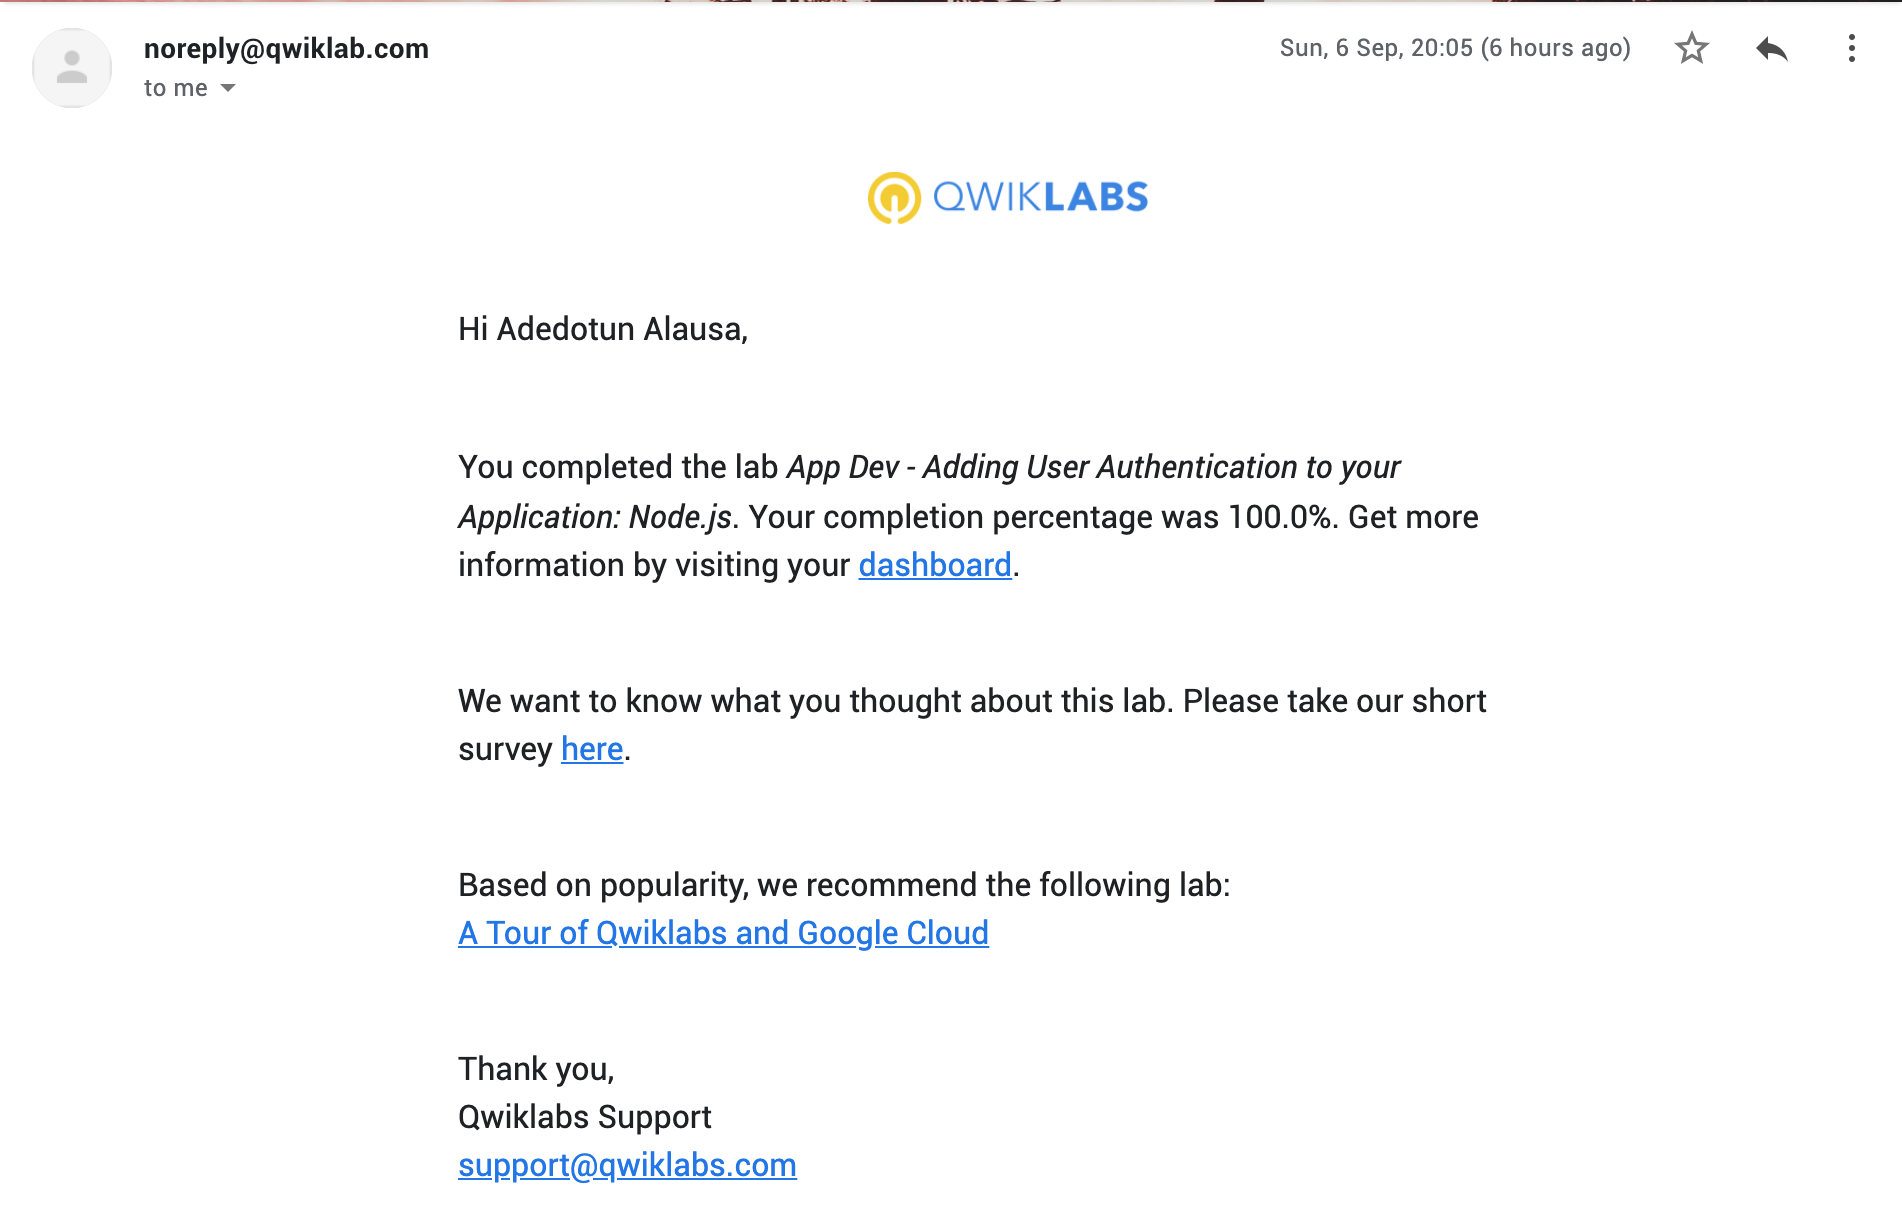 noreply@qwiklab.com
Sun, 6 Sep, 20:05 (6 hours ago)
to me
QWIKLABS
Hi Adedotun Alausa,
You completed the lab App Dev - Adding User Authentication to your
Application: Node.js. Your completion percentage was 100.0%. Get more
information by visiting your dashboard.
We want to know what you thought about this lab. Please take our short
survey here.
Based on popularity, we recommend the following lab:
A Tour of Qwiklabs and Google Cloud
Thank you,
Qwiklabs Support
support@qwiklabs.com